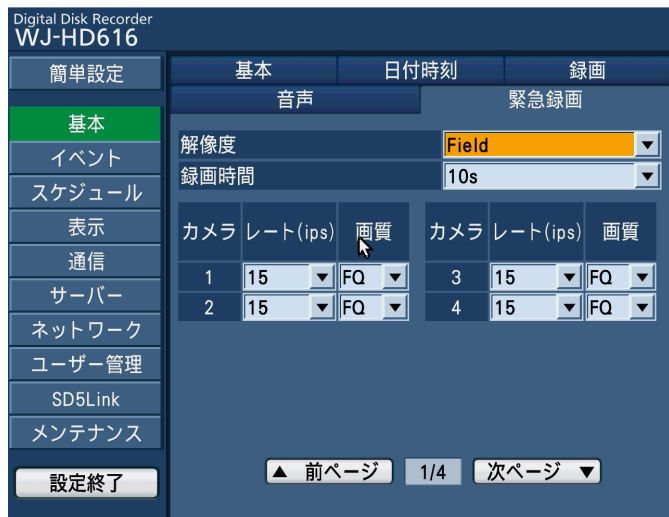 Digital Disk Recorder
WJ-HD616
簡単設定
基本 日付時刻 録画
音声 緊急録画
基本
イベント
スケジュール
表示
通信
サーバー
ネットワーク
ユーザー管理
SD5Link
メンテナンス
設定終了
解像度 Field
録画時間 10s
カメラ レート(ips) 画質 カメラ レート(ips) 画質
1 15 FQ 3 15 FQ
2 15 FQ 4 15 FQ
▲ 前ページ 1/4 次ページ ▼